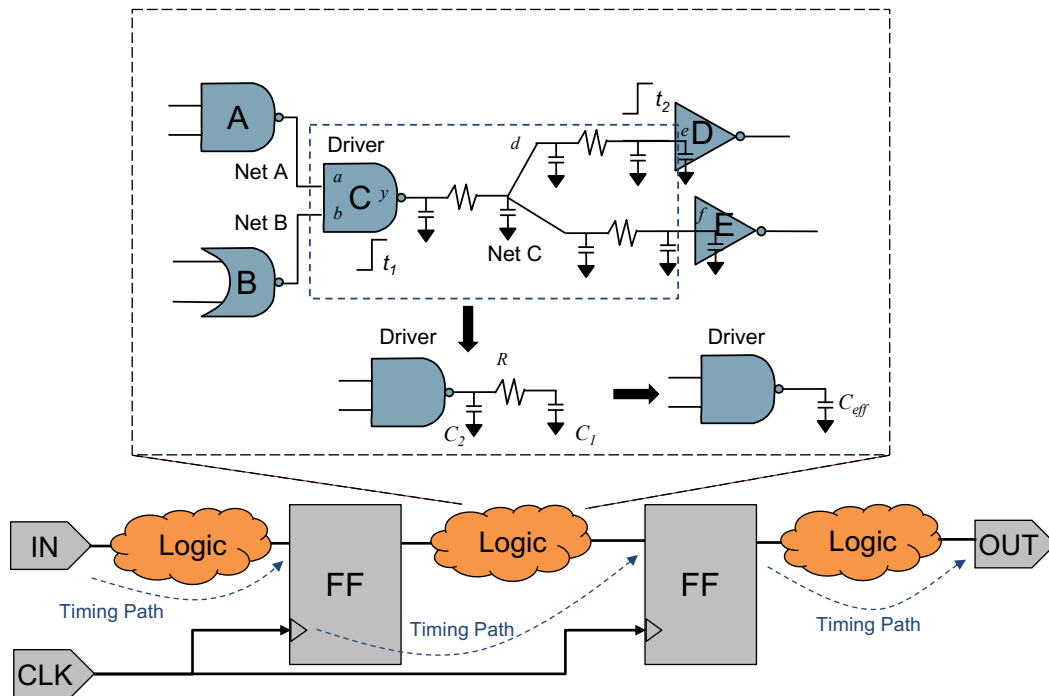 A
Net A
Net B
B
Driver
a
b
C
y
t1
d
Net C
t2
e
D
f
E
Driver
R
C2
C1
Driver
Ceff
IN
Logic
FF
Logic
FF
Logic
OUT
Timing Path
Timing Path
Timing Path
CLK